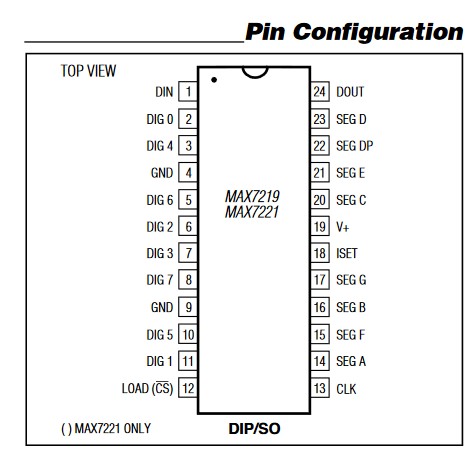 Pin Configuration
TOP VIEW
DIN 1
DIG 0 2
DIG 4 3
GND 4
DIG 6 5
DIG 2 6
DIG 3 7
DIG 7 8
GND 9
DIG 5 10
DIG 1 11
LOAD (C̅S̅) 12
MAX7219
MAX7221
24 DOUT
23 SEG D
22 SEG DP
21 SEG E
20 SEG C
19 V+
18 ISET
17 SEG G
16 SEG B
15 SEG F
14 SEG A
13 CLK
( ) MAX7221 ONLY
DIP/SO